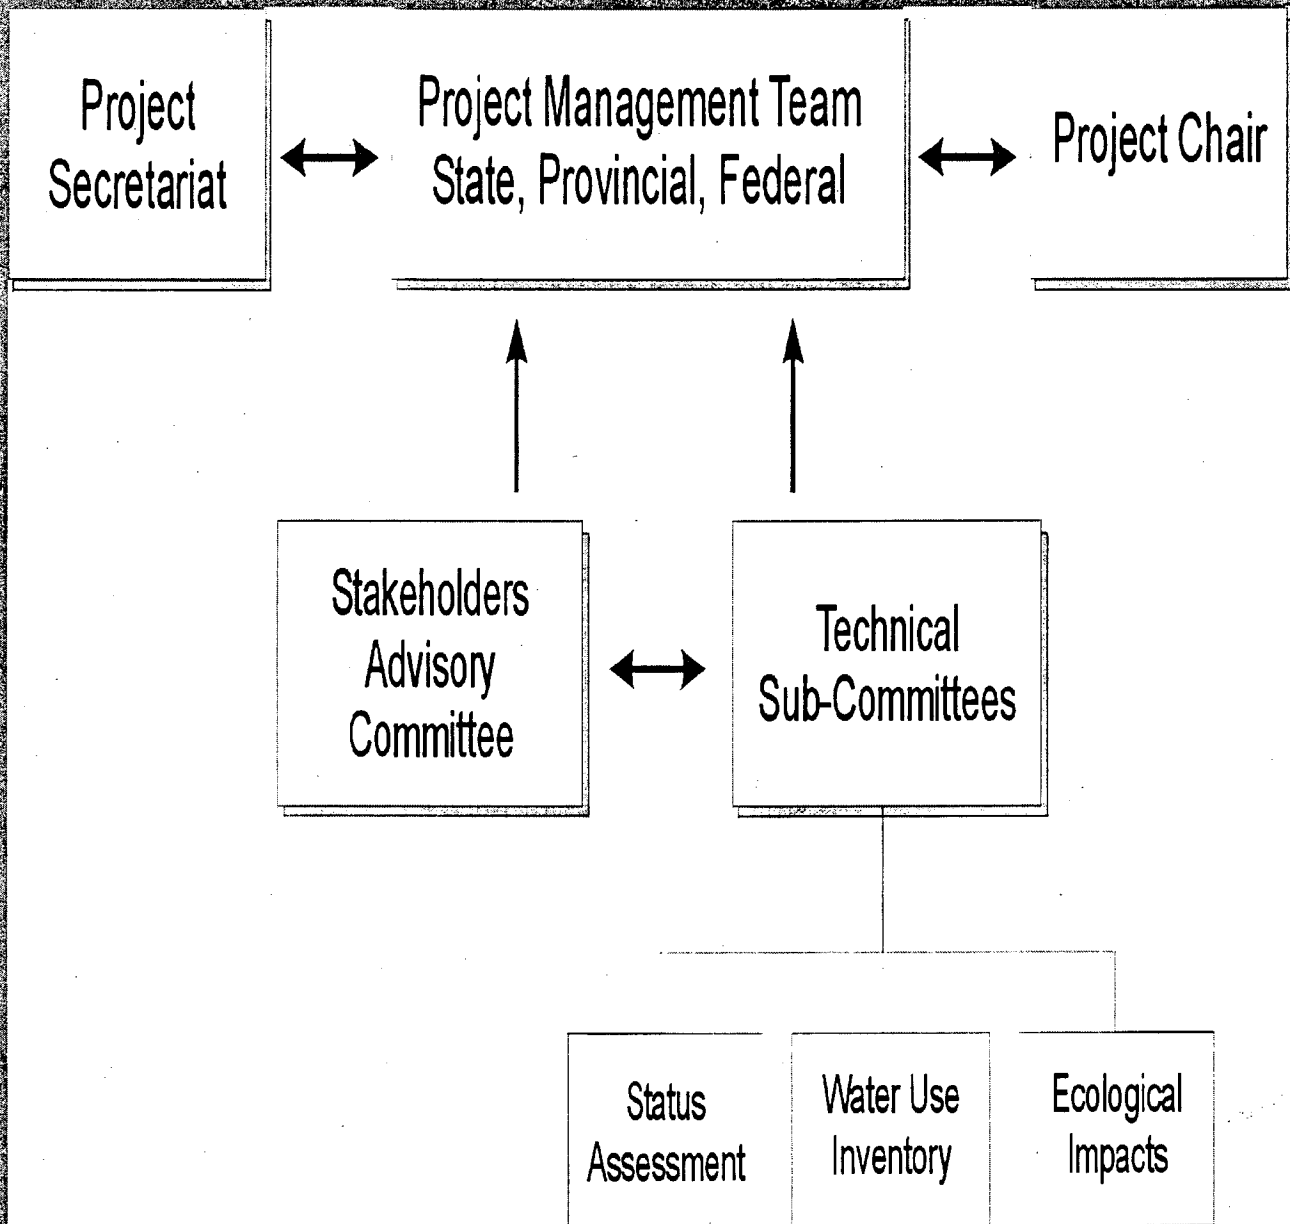 Project
Secretariat
Project Management Team
State, Provincial, Federal
Project Chair
Stakeholders
Advisory
Committee
Technical
Sub-Committees
Status
Assessment
Water Use
Inventory
Ecological
Impacts